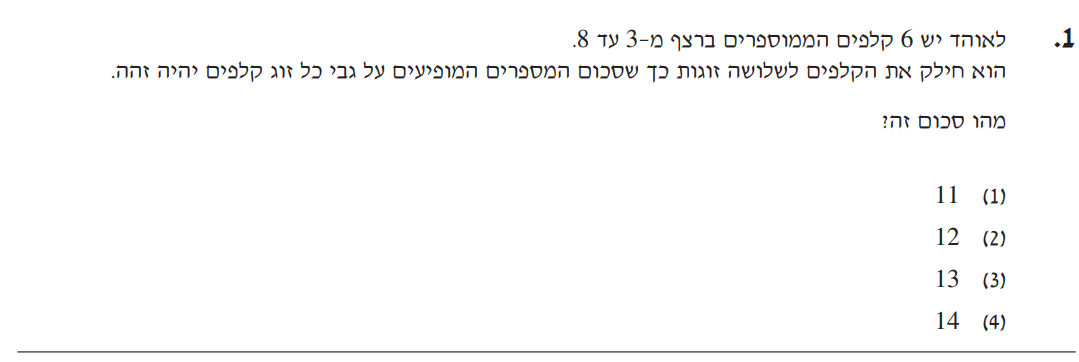 1. לאוהד יש 6 קלפים הממוספרים ברצף מ-3 עד 8.
הוא חילק את הקלפים לשלושה זוגות כך שסכום המספרים המופיעים על גבי כל זוג קלפים יהיה זהה.
מהו סכום זה?
(1) 11
(2) 12
(3) 13
(4) 14